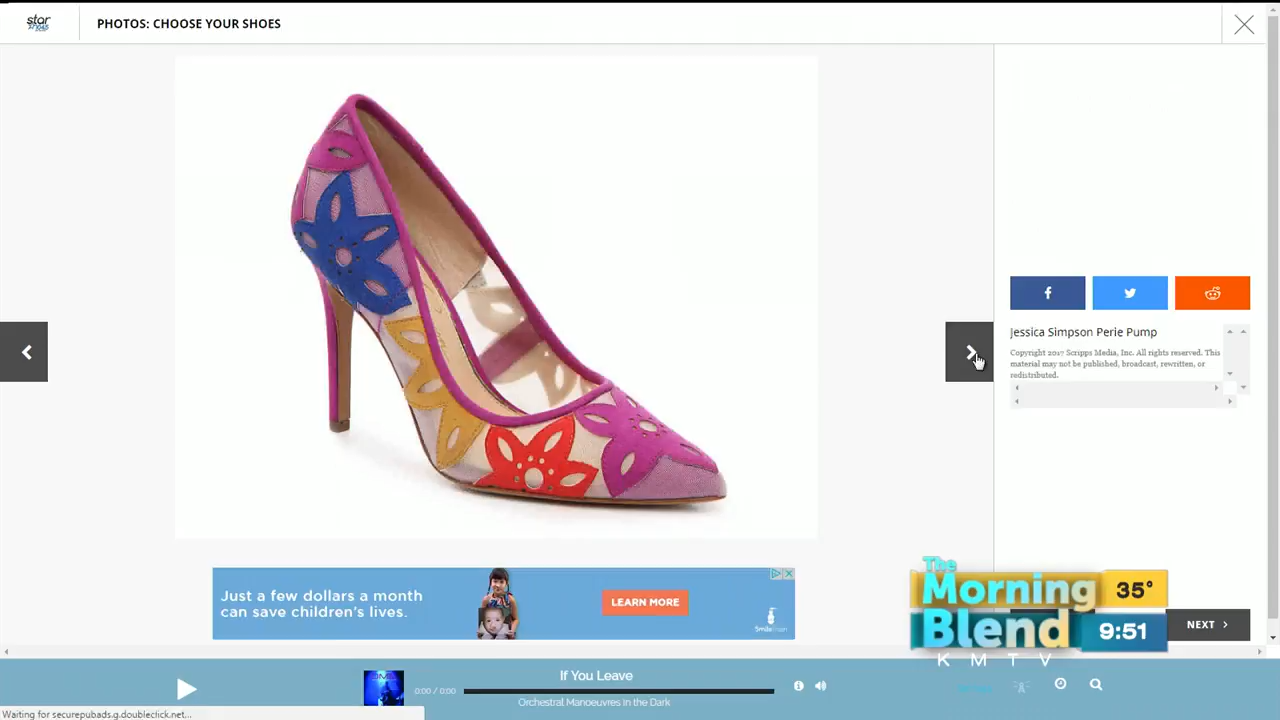 star
PHOTOS: CHOOSE YOUR SHOES
Jessica Simpson Perie Pump
Copyright 2017 Scripps Media, Inc. All rights reserved. This
material may not be published, broadcast, rewritten, or
redistributed.
Just a few dollars a month
can save children's lives.
LEARN MORE
The
Morning
Blend
35°
9:51
KMTV
NEXT
If You Leave
0:00 / 0:00
Orchestral Manoeuvres in the Dark
Waiting for securepubads.g.doubleclick.net...